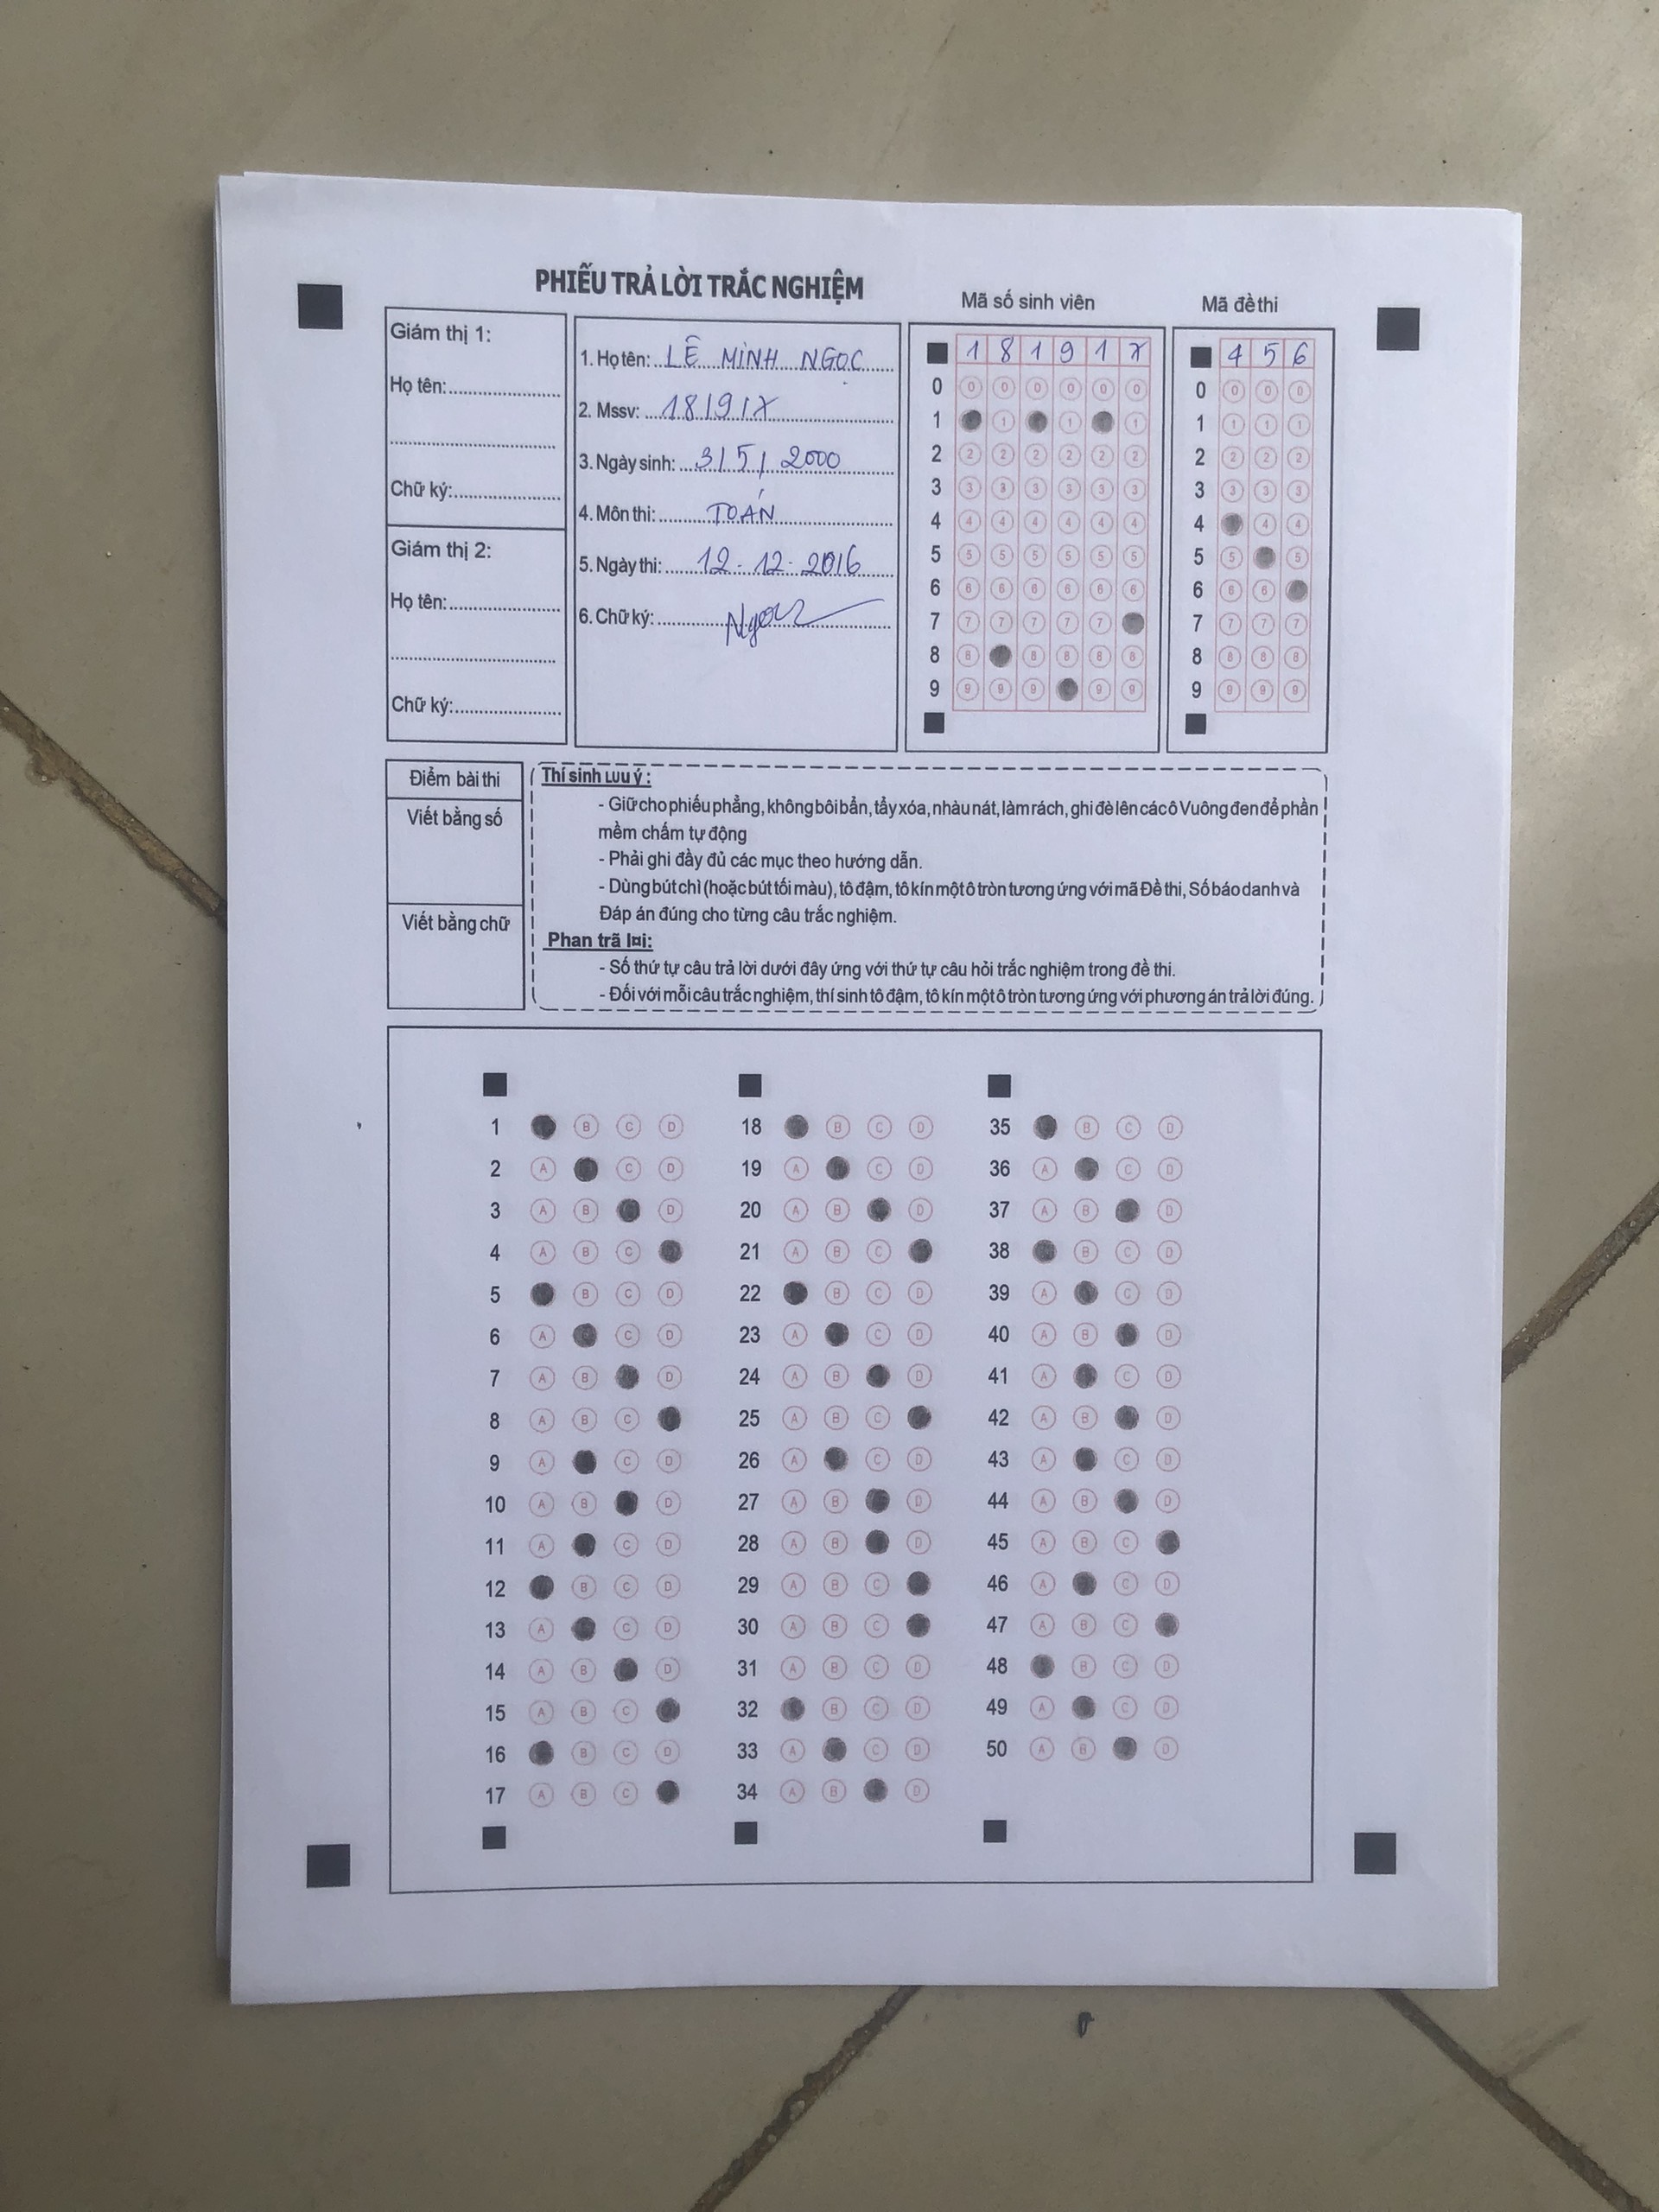 PHIẾU TRẢ LỜI TRẮC NGHIỆM
Giám thị 1:
Họ tên:
Chữ ký:
Giám thị 2:
Họ tên:
Chữ ký:
1. Họ tên: LÊ MINH NGỌC
2. Mssv: 181917
3. Ngày sinh: 3/5/2000
4. Môn thi: TOÁN
5. Ngày thi: 12-12-2016
6. Chữ ký: Ngọc
Mã số sinh viên
1 8 1 9 1 7
0 0 0 0 0 0 0
1 1 1 1
2 2 2 2 2 2 2
3 3 3 3 3 3 3
4 4 4 4 4 4 4
5 5 5 5 5 5 5
6 6 6 6 6 6 6
7 7 7 7 7 7
8 8 8 8 8 8
9 9 9 9 9 9
Mã đề thi
4 5 6
0 0 0 0
1 1 1 1
2 2 2 2
3 3 3 3
4 4 4
5 5 5
6 6 6
7 7 7 7
8 8 8 8
9 9 9 9
Điểm bài thi
Viết bằng số
Viết bằng chữ
Thí sinh Lưu ý :
- Giữ cho phiếu phẳng, không bôi bẩn, tẩy xóa, nhàu nát, làm rách, ghi đè lên các ô Vuông đen để phần
mềm chấm tự động
- Phải ghi đầy đủ các mục theo hướng dẫn.
- Dùng bút chì (hoặc bút tối màu), tô đậm, tô kín một ô tròn tương ứng với mã Đề thi, Số báo danh và
Đáp án đúng cho từng câu trắc nghiệm.
Phan trã l¤i:
- Số thứ tự câu trả lời dưới đây ứng với thứ tự câu hỏi trắc nghiệm trong đề thi.
- Đối với mỗi câu trắc nghiệm, thí sinh tô đậm, tô kín một ô tròn tương ứng với phương án trả lời đúng.
1 B C D
2 A C D
3 A B D
4 A B C
5 B C D
6 A C D
7 A B D
8 A B C
9 A C D
10 A B D
11 A C D
12 B C D
13 A C D
14 A B D
15 A B C
16 B C D
17 A B C
18 B C D
19 A C D
20 A B D
21 A B C
22 B C D
23 A C D
24 A B D
25 A B C
26 A C D
27 A B D
28 A B D
29 A B C
30 A B C
31 A B C D
32 B C D
33 A C D
34 A B D
35 B C D
36 A C D
37 A B D
38 B C D
39 A C D
40 A B D
41 A C D
42 A B D
43 A C D
44 A B D
45 A B C
46 A C D
47 A B C
48 B C D
49 A C D
50 A B D